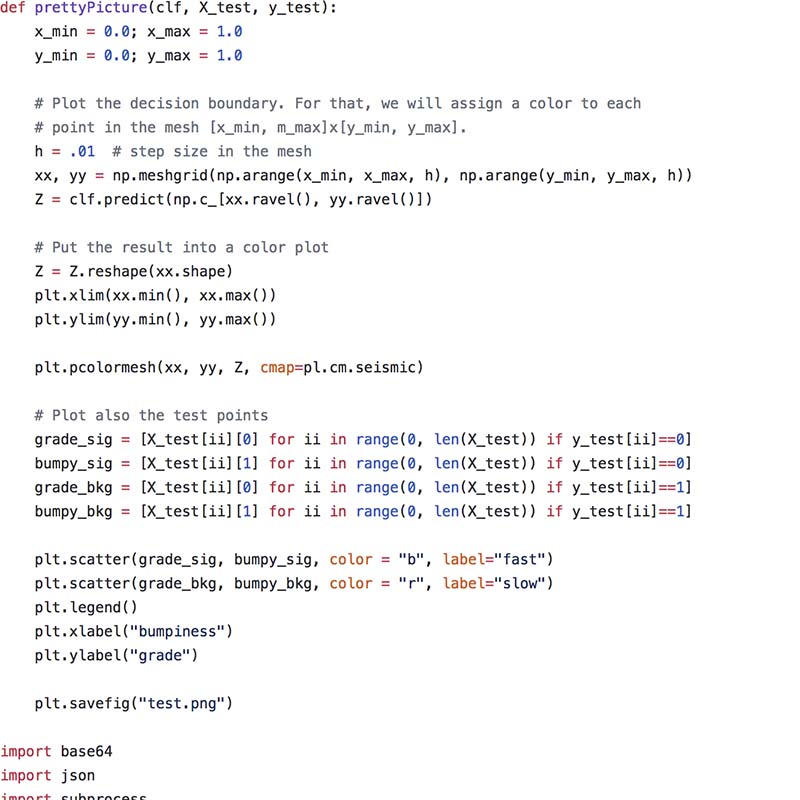 def prettyPicture(clf, X_test, y_test):
    x_min = 0.0; x_max = 1.0
    y_min = 0.0; y_max = 1.0

    # Plot the decision boundary. For that, we will assign a color to each
    # point in the mesh [x_min, m_max]x[y_min, y_max].
    h = .01  # step size in the mesh
    xx, yy = np.meshgrid(np.arange(x_min, x_max, h), np.arange(y_min, y_max, h))
    Z = clf.predict(np.c_[xx.ravel(), yy.ravel()])

    # Put the result into a color plot
    Z = Z.reshape(xx.shape)
    plt.xlim(xx.min(), xx.max())
    plt.ylim(yy.min(), yy.max())

    plt.pcolormesh(xx, yy, Z, cmap=pl.cm.seismic)

    # Plot also the test points
    grade_sig = [X_test[ii][0] for ii in range(0, len(X_test)) if y_test[ii]==0]
    bumpy_sig = [X_test[ii][1] for ii in range(0, len(X_test)) if y_test[ii]==0]
    grade_bkg = [X_test[ii][0] for ii in range(0, len(X_test)) if y_test[ii]==1]
    bumpy_bkg = [X_test[ii][1] for ii in range(0, len(X_test)) if y_test[ii]==1]

    plt.scatter(grade_sig, bumpy_sig, color = "b", label="fast")
    plt.scatter(grade_bkg, bumpy_bkg, color = "r", label="slow")
    plt.legend()
    plt.xlabel("bumpiness")
    plt.ylabel("grade")

    plt.savefig("test.png")

import base64
import json
import subprocess